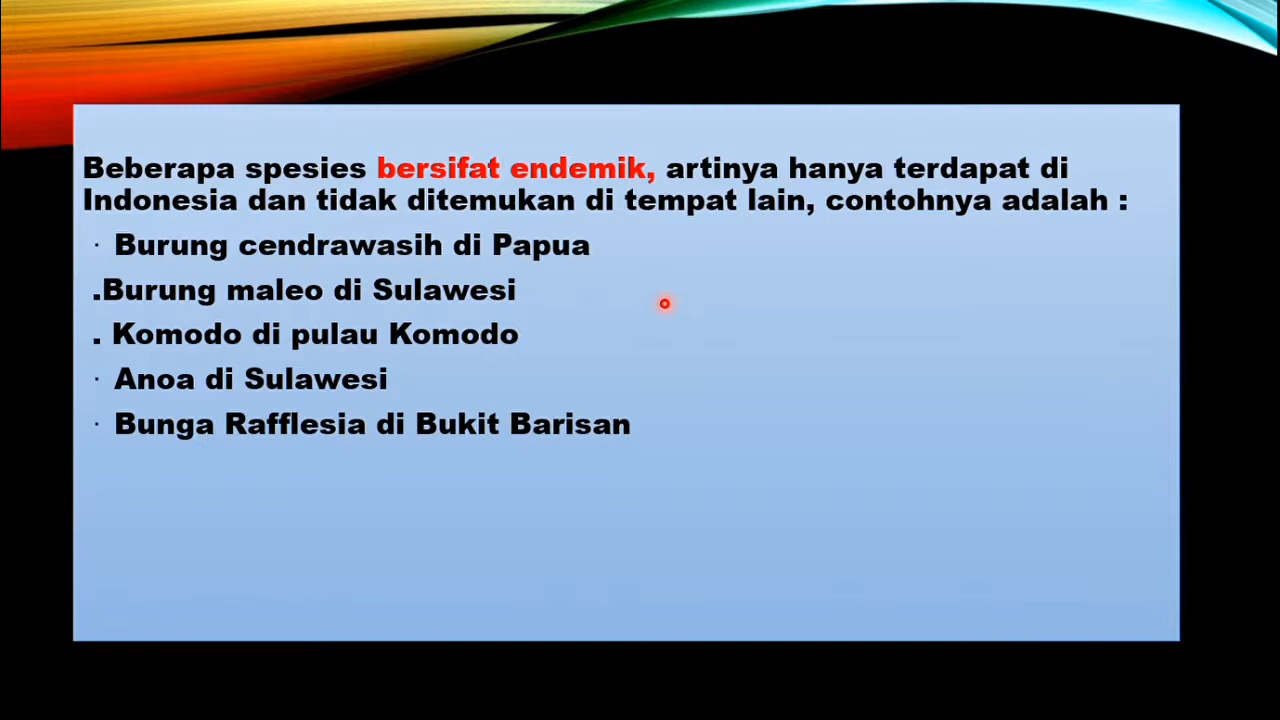 Beberapa spesies bersifat endemik, artinya hanya terdapat di
Indonesia dan tidak ditemukan di tempat lain, contohnya adalah :
· Burung cendrawasih di Papua
.Burung maleo di Sulawesi
. Komodo di pulau Komodo
· Anoa di Sulawesi
· Bunga Rafflesia di Bukit Barisan